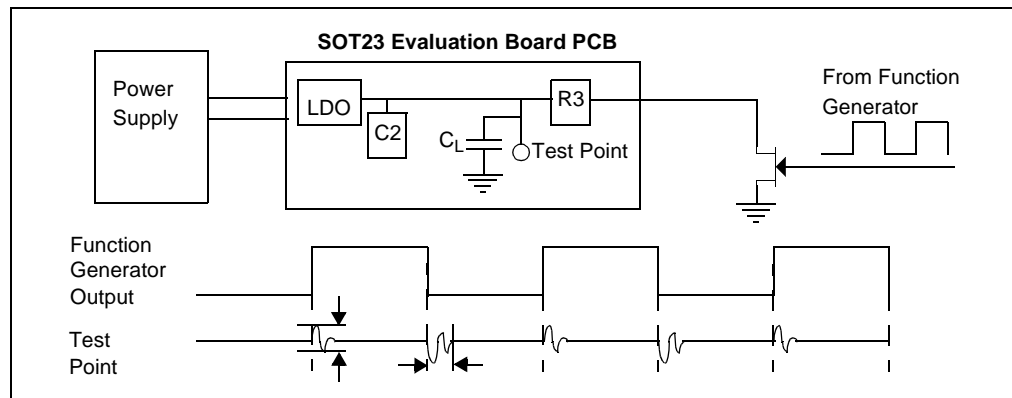 SOT23 Evaluation Board PCB
Power
Supply
LDO
C2
CL
Test Point
R3
From Function
Generator
Function
Generator
Output
Test
Point